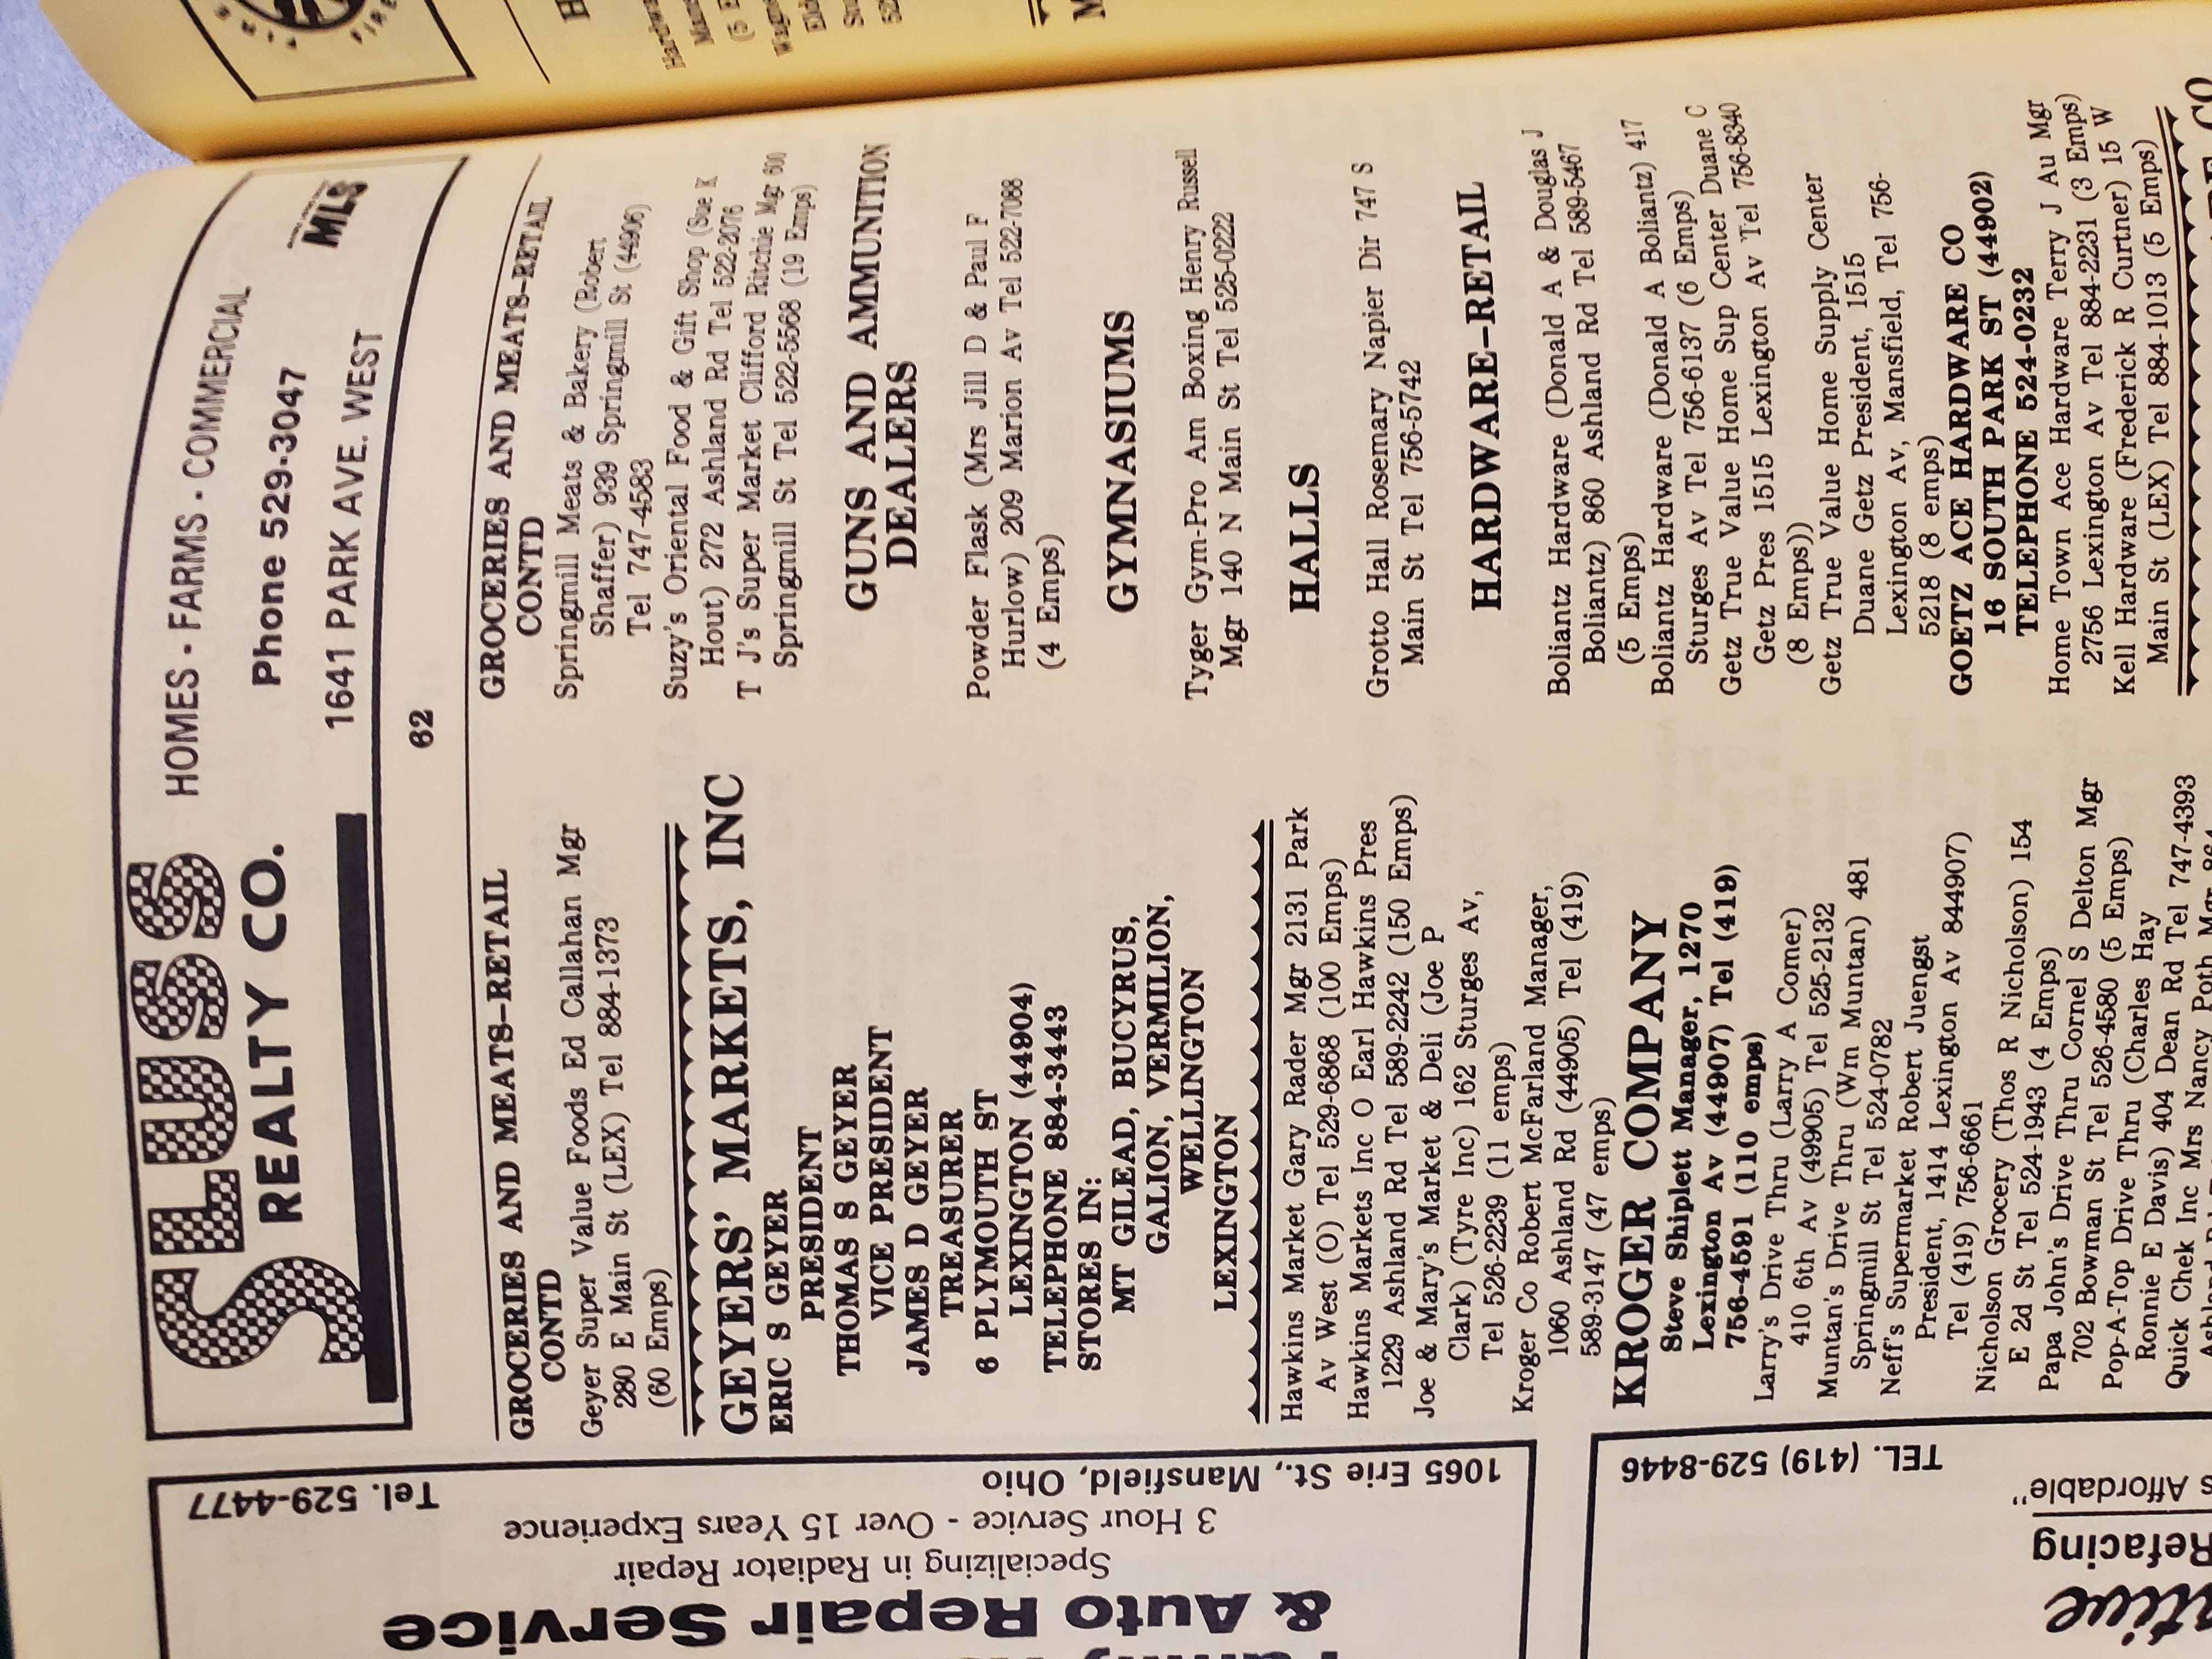 SLUSS
REALTY CO.
HOMES - FARMS - COMMERCIAL
Phone 529-3047
1641 PARK AVE. WEST
MLS
62
GROCERIES AND MEATS-RETAIL
CONTD
Geyer Super Value Foods Ed Callahan Mgr
280 E Main St (LEX) Tel 884-1373
(60 Emps)
GEYERS' MARKETS, INC
ERIC S GEYER
PRESIDENT
THOMAS S GEYER
VICE PRESIDENT
JAMES D GEYER
TREASURER
6 PLYMOUTH ST
LEXINGTON (44904)
TELEPHONE 884-3443
STORES IN:
MT GILEAD, BUCYRUS,
GALION, VERMILION,
WELLINGTON
LEXINGTON
Hawkins Market Gary Rader Mgr 2131 Park
Av West (O) Tel 529-6868 (100 Emps)
Hawkins Markets Inc O Earl Hawkins Pres
1229 Ashland Rd Tel 589-2242 (150 Emps)
Joe & Mary's Market & Deli (Joe P
Clark) (Tyre Inc) 162 Sturges Av,
Tel 526-2239 (11 emps)
Kroger Co Robert McFarland Manager,
1060 Ashland Rd (44905) Tel (419)
589-3147 (47 emps)
KROGER COMPANY
Steve Shiplett Manager, 1270
Lexington Av (44907) Tel (419)
756-4591 (110 emps)
Larry's Drive Thru (Larry A Comer)
410 6th Av (49905) Tel 525-2132
Muntan's Drive Thru (Wm Muntan) 481
Springmill St Tel 524-0782
Neff's Supermarket Robert Juengst
President, 1414 Lexington Av 844907)
Tel (419) 756-6661
Nicholson Grocery (Thos R Nicholson) 154
E 2d St Tel 524-1943 (4 Emps)
Papa John's Drive Thru Cornel S Delton Mgr
702 Bowman St Tel 526-4580 (5 Emps)
Pop-A-Top Drive Thru (Charles Hay
Ronnie E Davis) 404 Dean Rd Tel 747-4393
Quick Chek Inc Mrs Nancy Poth Mgr 864
GROCERIES AND MEATS-RETAIL
CONTD
Springmill Meats & Bakery (Robert
Shaffer) 939 Springmill St (44906)
Tel 747-4583
Suzy's Oriental Food & Gift Shop (Sue K
Hout) 272 Ashland Rd Tel 522-2076
T J's Super Market Clifford Ritchie Mgr 600
Springmill St Tel 522-5568 (19 Emps)
GUNS AND AMMUNITION
DEALERS
Powder Flask (Mrs Jill D & Paul F
Hurlow) 209 Marion Av Tel 522-7088
(4 Emps)
GYMNASIUMS
Tyger Gym-Pro Am Boxing Henry Russell
Mgr 140 N Main St Tel 525-0222
HALLS
Grotto Hall Rosemary Napier Dir 747 S
Main St Tel 756-5742
HARDWARE-RETAIL
Boliantz Hardware (Donald A & Douglas J
Boliantz) 860 Ashland Rd Tel 589-5467
(5 Emps)
Boliantz Hardware (Donald A Boliantz) 417
Sturges Av Tel 756-6137 (6 Emps)
Getz True Value Home Sup Center Duane C
Getz Pres 1515 Lexington Av Tel 756-8340
(8 Emps))
Getz True Value Home Supply Center
Duane Getz President, 1515
Lexington Av, Mansfield, Tel 756-
5218 (8 emps)
GOETZ ACE HARDWARE CO
16 SOUTH PARK ST (44902)
TELEPHONE 524-0232
Home Town Ace Hardware Terry J Au Mgr
2756 Lexington Av Tel 884-2231 (3 Emps)
Kell Hardware (Frederick R Curtner) 15 W
Main St (LEX) Tel 884-1013 (5 Emps)
& Auto Repair Service
Specializing in Radiator Repair
3 Hour Service - Over 15 Years Experience
1065 Erie St., Mansfield, Ohio
Tel. 529-4477
Refacing
Affordable"
TEL. (419) 529-8446